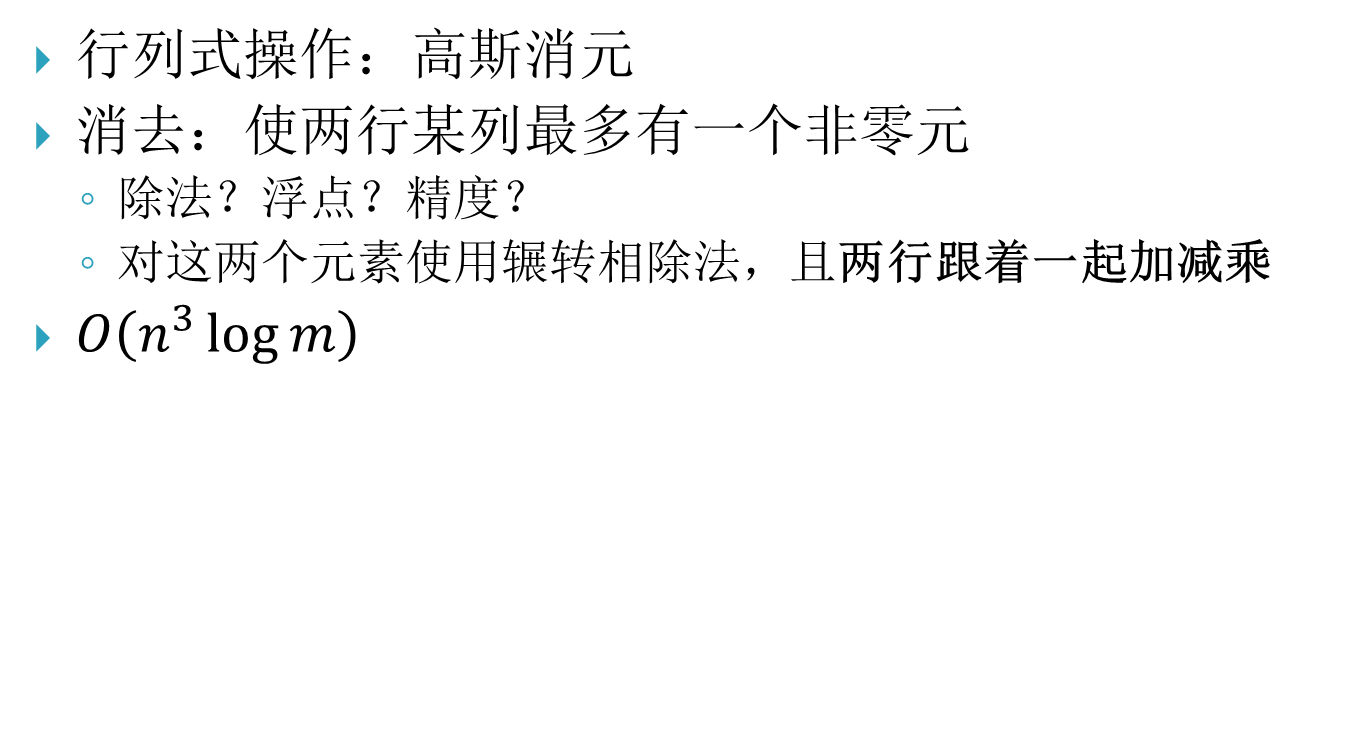 行列式操作：高斯消元
消去：使两行某列最多有一个非零元
除法？浮点？精度？
对这两个元素使用辗转相除法，且两行跟着一起加减乘
O(n³ log m)